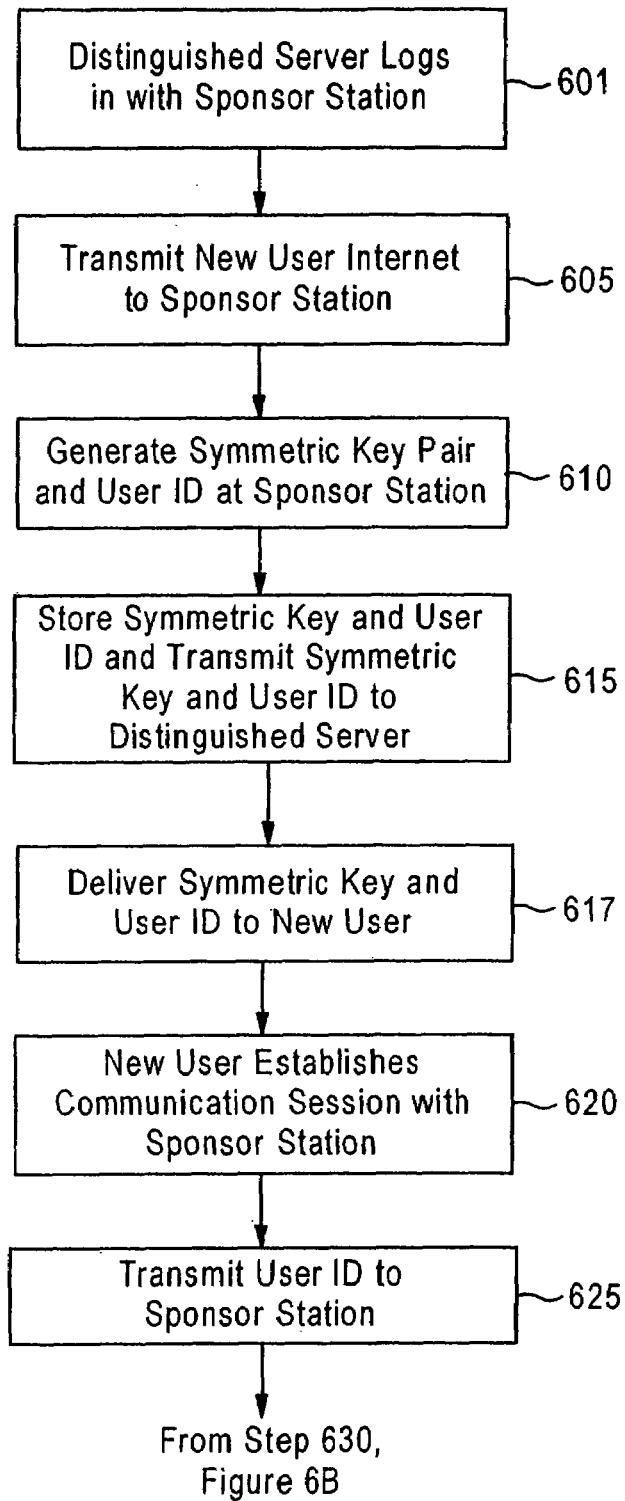 Distinguished Server Logs
in with Sponsor Station
601
Transmit New User Internet
to Sponsor Station
605
Generate Symmetric Key Pair
and User ID at Sponsor Station
610
Store Symmetric Key and User
ID and Transmit Symmetric
Key and User ID to
Distinguished Server
615
Deliver Symmetric Key and
User ID to New User
617
New User Establishes
Communication Session with
Sponsor Station
620
Transmit User ID to
Sponsor Station
625
From Step 630,
Figure 6B